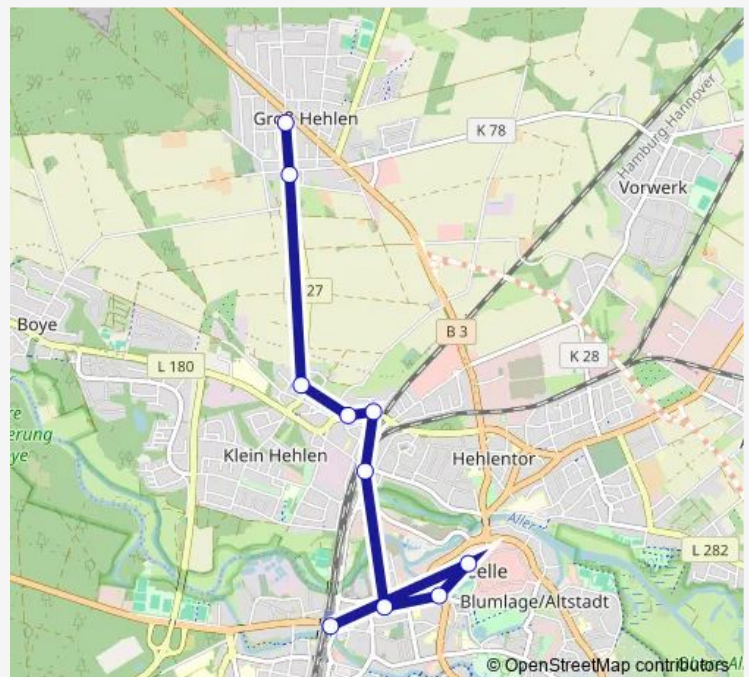 Groß Hehlen
K 78
Hamburg-Hannover
Vorwerk
27
Boye
B 3
L 180
K 28
Klein Hehlen
Hehlentor
Aller
L 282
elle
Blumlage/Altstadt
© OpenStreetMap contributors